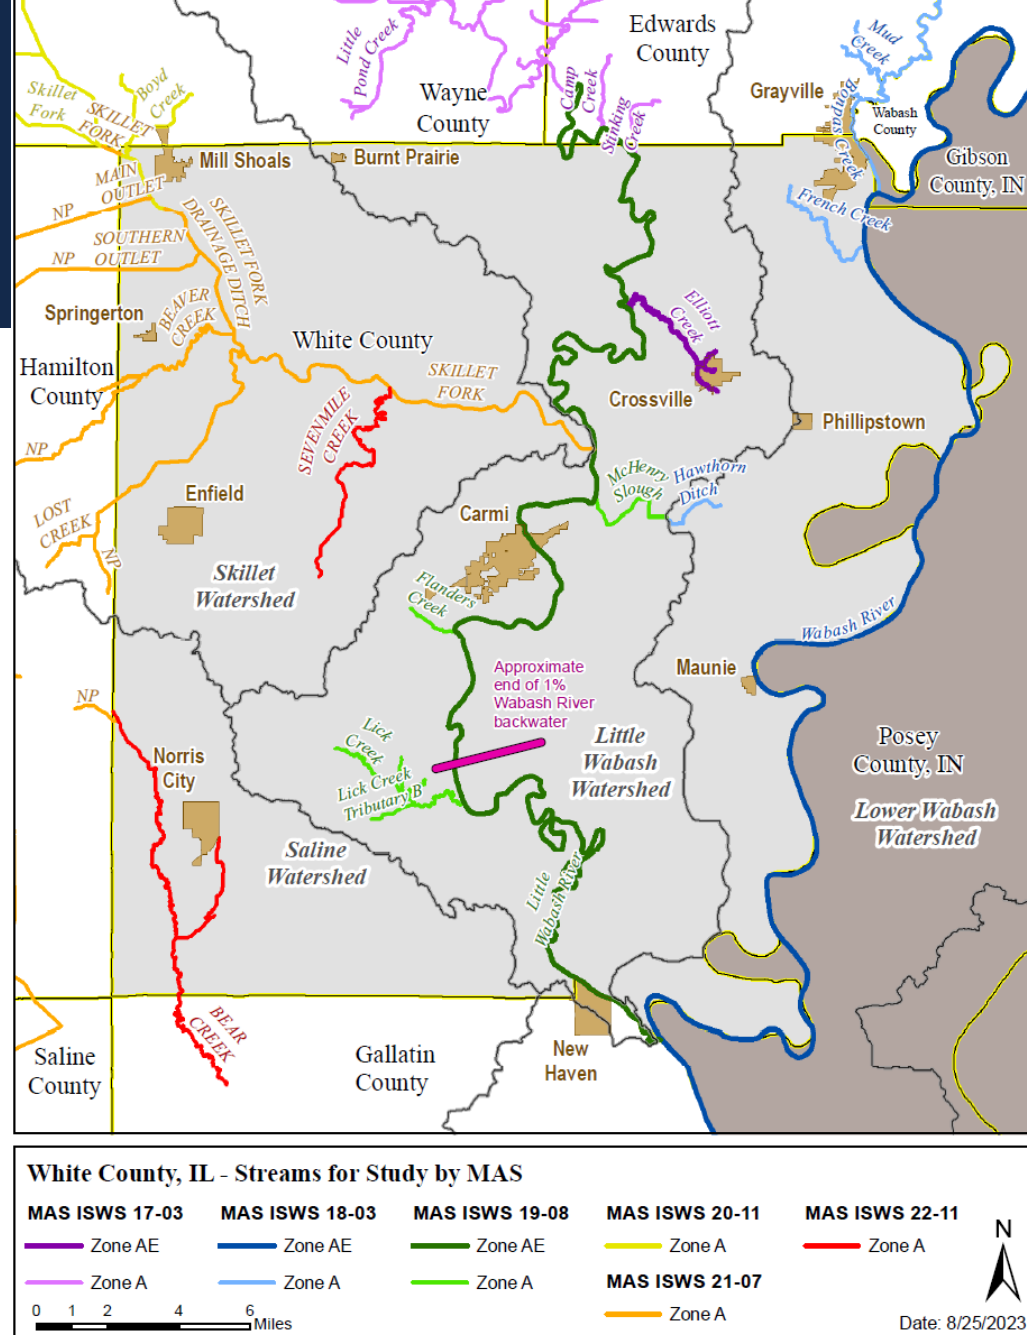 Edwards
County
Mud
Creek
Little
Pond Creek
Camp
Creek
Sinking
Creek
Wayne
County
Grayville
Bonpas Creek
Wabash
County
Gibson
County, IN
Skillet
Fork
Boyd
Creek
SKILLET
FORK
Mill Shoals
Burnt Prairie
MAIN
OUTLET
NP
French Creek
SKILLET FORK
DRAINAGE DITCH
SOUTHERN
OUTLET
NP
Springerton
BEAVER
CREEK
Elliott
Creek
White County
Hamilton
County
SKILLET
FORK
Crossville
Phillipstown
SEVENMILE
CREEK
NP
McHenry
Slough
Hawthorn
Ditch
Enfield
Carmi
LOST
CREEK
NP
Skillet
Watershed
Flanders
Creek
Wabash River
Approximate
end of 1%
Wabash River
backwater
Maunie
NP
Lick
Creek
Little
Wabash
Watershed
Posey
County, IN
Norris
City
Lick Creek
Tributary B
Lower Wabash
Watershed
Saline
Watershed
Little
Wabash River
BEAR
CREEK
Saline
County
Gallatin
County
New
Haven
White County, IL - Streams for Study by MAS
MAS ISWS 17-03
MAS ISWS 18-03
MAS ISWS 19-08
MAS ISWS 20-11
MAS ISWS 22-11
Zone AE
Zone AE
Zone AE
Zone A
Zone A
N
Zone A
Zone A
Zone A
MAS ISWS 21-07
Zone A
0 1 2 4 6
Miles
Date: 8/25/2023